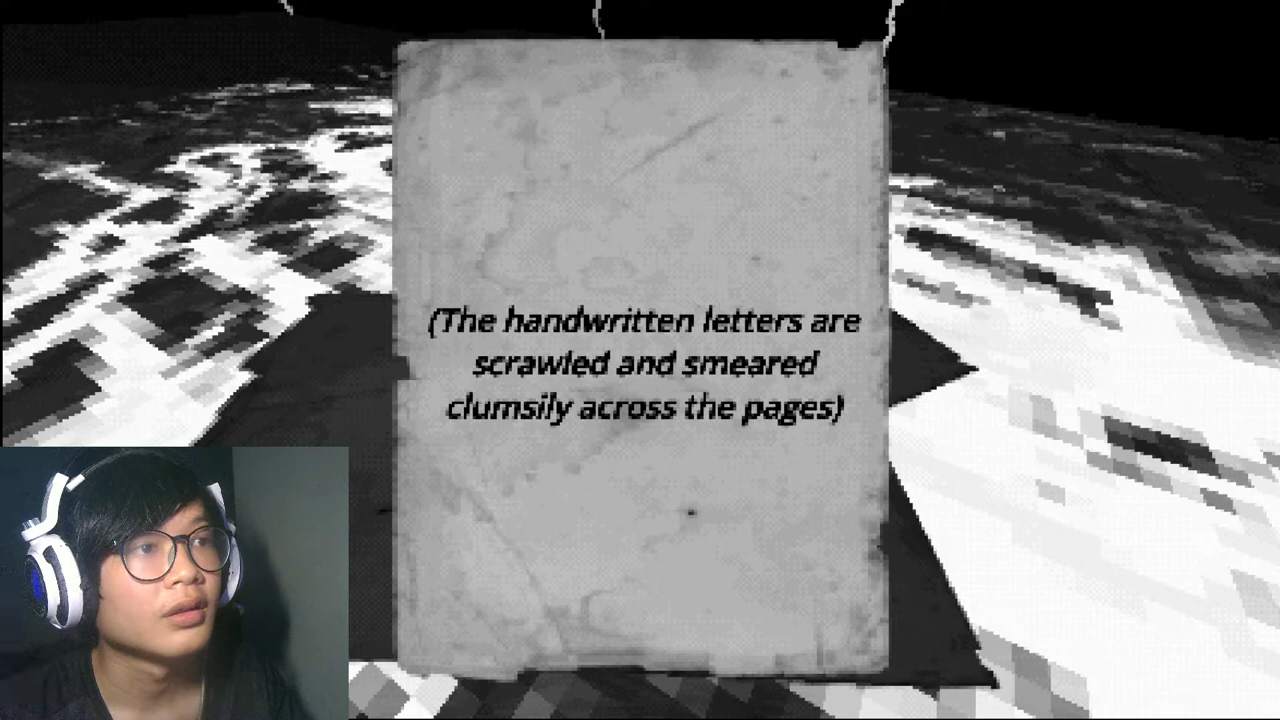 (The handwritten letters are
scrawled and smeared
clumsily across the pages)